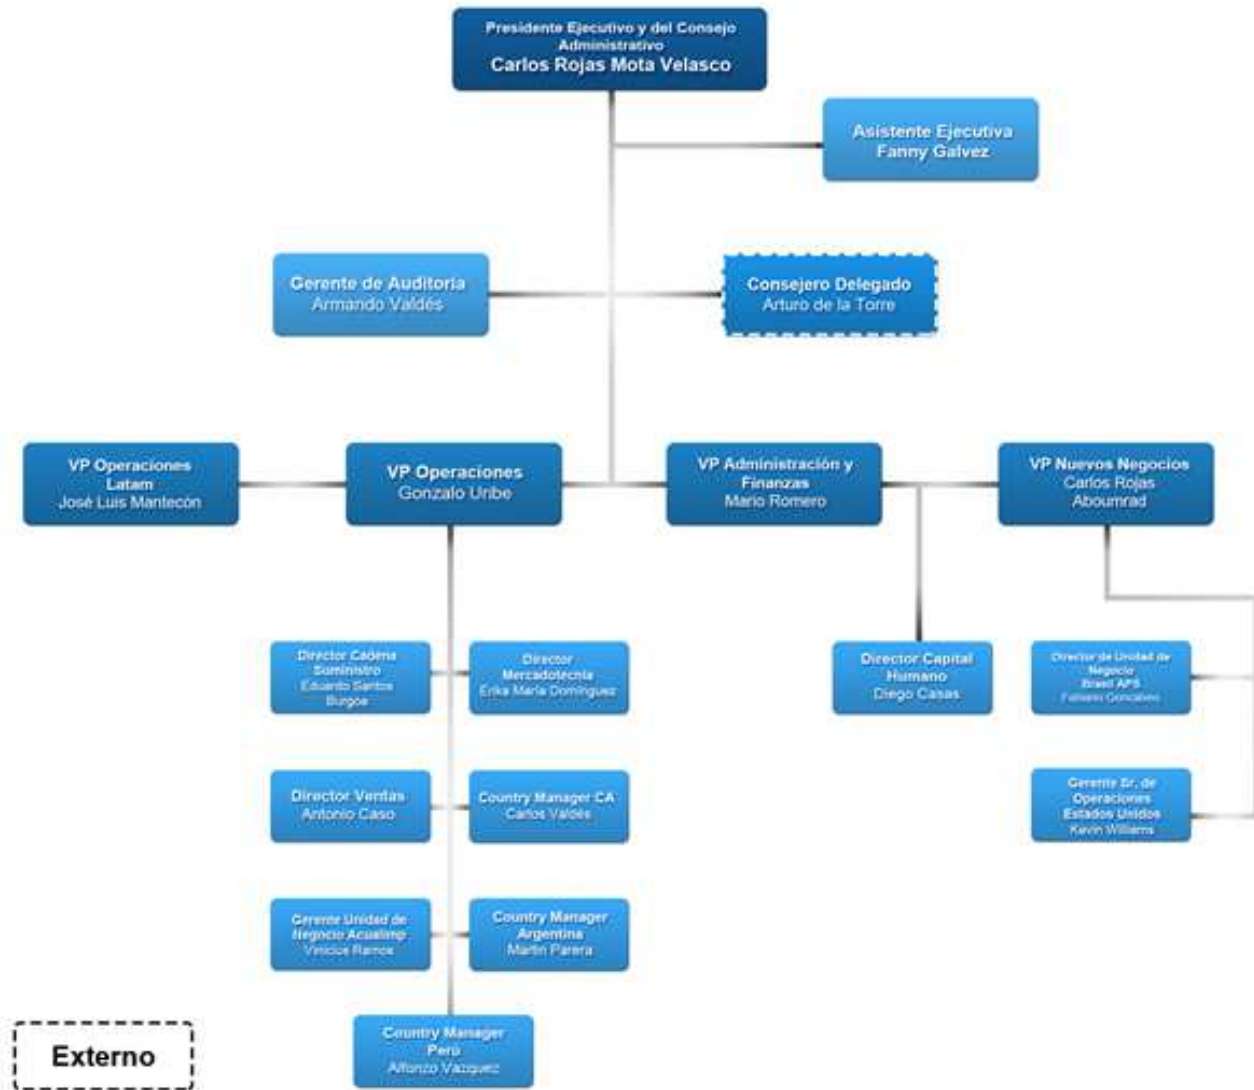 Presidente Ejecutivo y del Consejo
Administrativo
Carlos Rojas Mota Velasco
Asistente Ejecutiva
Fanny Galvez
Gerente de Auditoria
Armando Valdés
Consejero Delegado
Arturo de la Torre
VP Operaciones
Latam
José Luis Mantecón
VP Operaciones
Gonzalo Uribe
VP Administración y
Finanzas
Mario Romero
VP Nuevos Negocios
Carlos Rojas
Aboumrad
Director Cadena
Suministro
Eduardo Santos
Burgoa
Director
Mercadotecnia
Erika María Domínguez
Director Capital
Humano
Diego Casas
Director de Unidad de
Negocio
Brasil APS
Director Ventas
Antonio Caso
Country Manager CA
Carlos Valdés
Gerente Sr. de
Operaciones
Estados Unidos
Kevin Williams
Gerente Unidad de
Negocio Acualimp
Vinicius Ramos
Country Manager
Argentina
Martin Parera
Country Manager
Perú
Alfonzo Vazquez
Externo